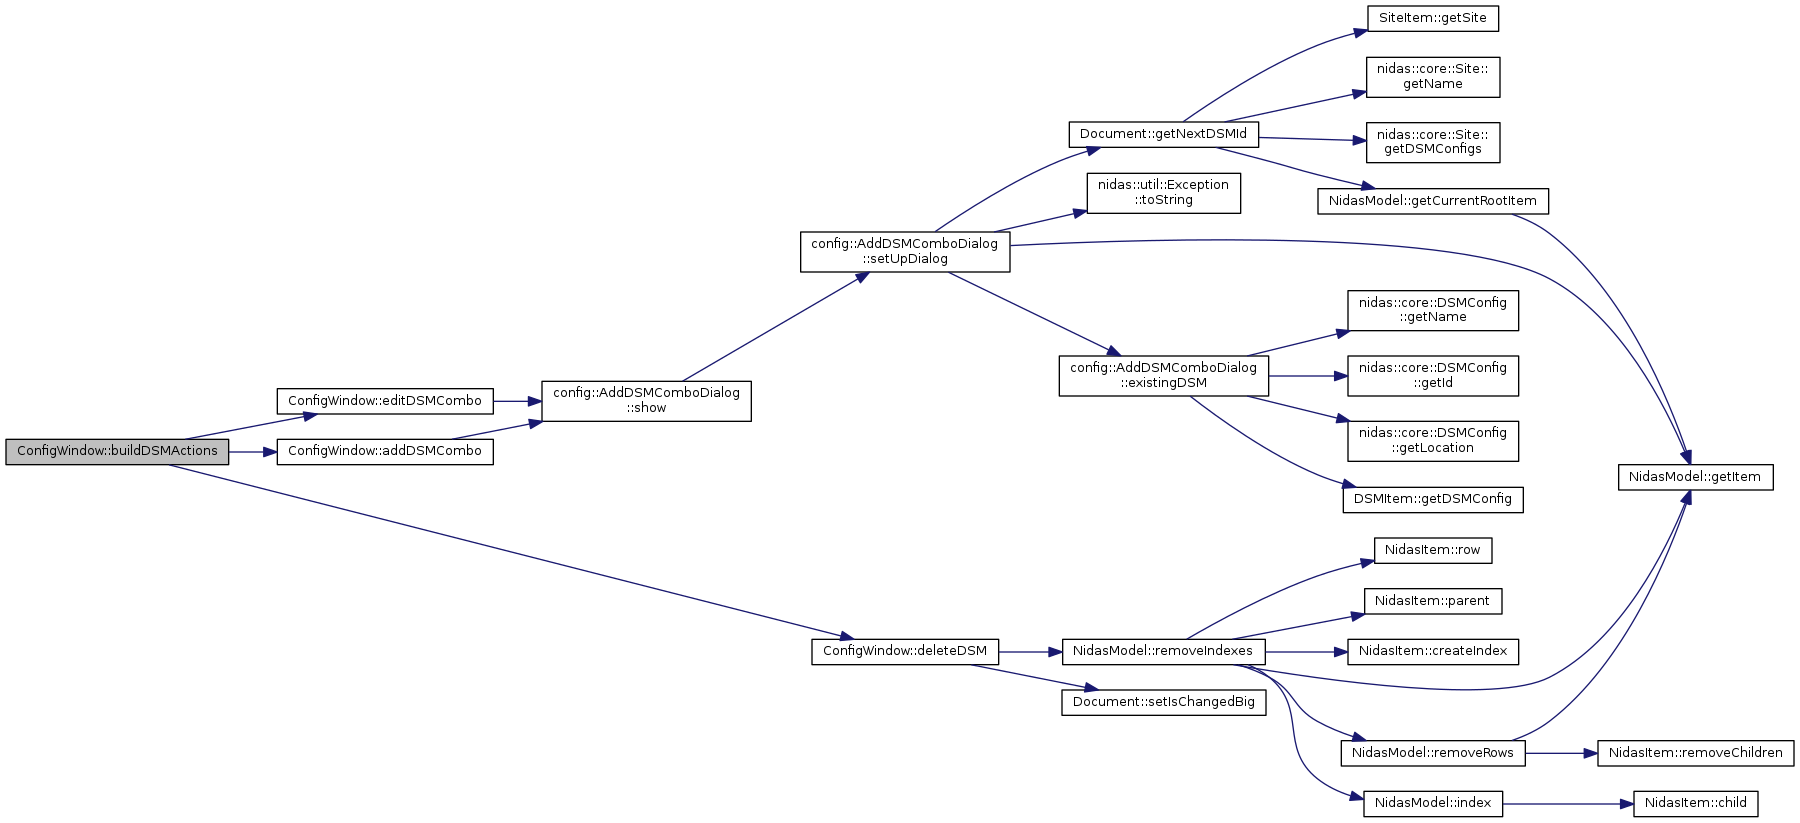 SiteItem::getSite
nidas::core::Site::
getName
Document::getNextDSMId
nidas::core::Site::
getDSMConfigs
nidas::util::Exception
::toString
NidasModel::getCurrentRootItem
config::AddDSMComboDialog
::setUpDialog
nidas::core::DSMConfig
::getName
config::AddDSMComboDialog
::existingDSM
nidas::core::DSMConfig
::getId
ConfigWindow::editDSMCombo
config::AddDSMComboDialog
::show
nidas::core::DSMConfig
::getLocation
ConfigWindow::buildDSMActions
ConfigWindow::addDSMCombo
NidasModel::getItem
DSMItem::getDSMConfig
NidasItem::row
NidasItem::parent
ConfigWindow::deleteDSM
NidasModel::removeIndexes
NidasItem::createIndex
Document::setIsChangedBig
NidasModel::removeRows
NidasItem::removeChildren
NidasModel::index
NidasItem::child